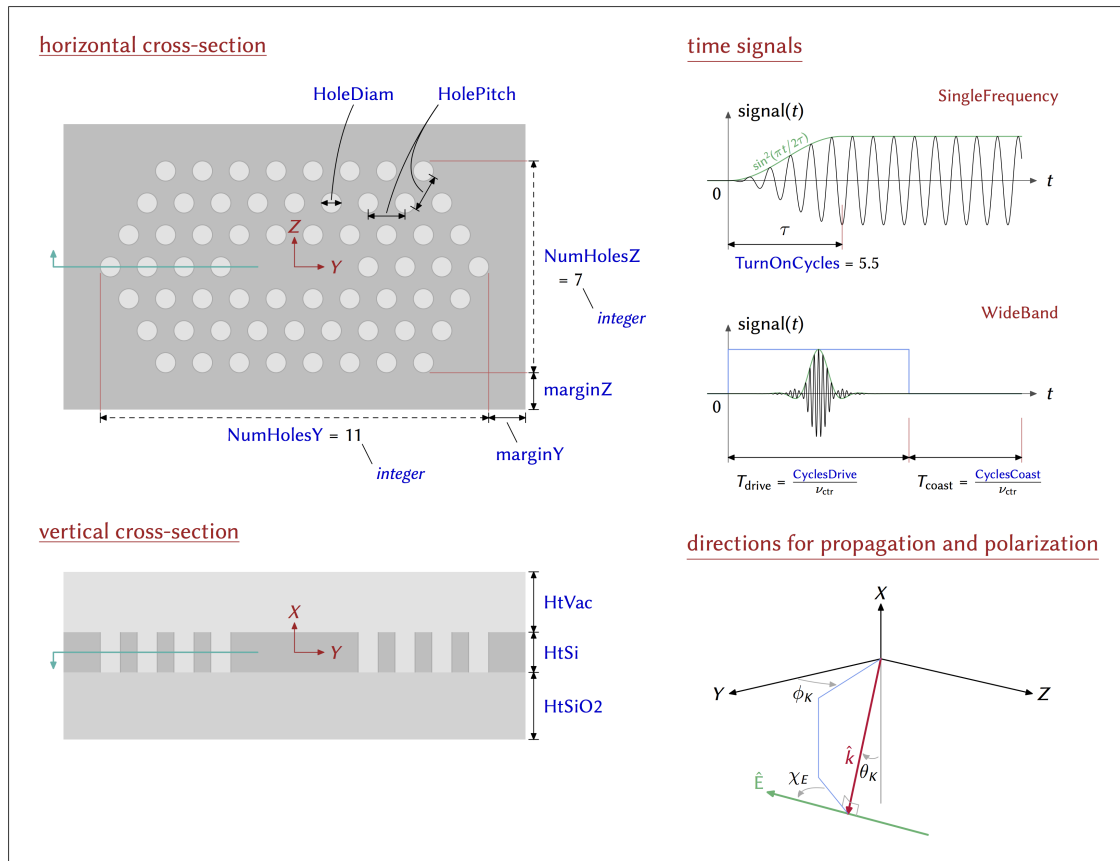 horizontal cross-section
HoleDiam
HolePitch
Z
Y
NumHolesZ
= 7
integer
marginZ
NumHolesY = 11
integer
marginY
vertical cross-section
HtVac
X
HtSi
Y
HtSiO2
time signals
SingleFrequency
signal(t)
sin²(πt/2τ)
0
t
τ
TurnOnCycles = 5.5
WideBand
signal(t)
0
t
T_drive = CyclesDrive/ν_ctr
T_coast = CyclesCoast/ν_ctr
directions for propagation and polarization
X
Y
ϕ_K
Z
k̂
θ_K
χ_E
Ê